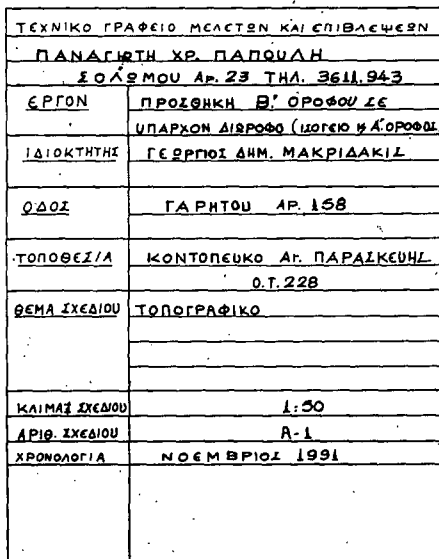 ΤΕΧΝΙΚΟ ΓΡΑΦΕΙΟ ΜΕΛΕΤΩΝ ΚΑΙ ΕΠΙΒΛΕΨΕΩΝ
ΠΑΝΑΓΙΩΤΗ ΧΡ. ΠΑΠΟΥΛΗ
ΣΟΛΩΜΟΥ Αρ. 23 ΤΗΛ. 3611.943
ΕΡΓΟΝ ΠΡΟΣΘΗΚΗ Β.' ΟΡΟΦΟΥ ΣΕ
ΥΠΑΡΧΟΝ ΔΙΩΡΟΦΟ (ΙΣΟΓΕΙΟ Κ Α'. ΟΡΟΦΟΣ
ΙΔΙΟΚΤΗΤΗΣ ΓΕΩΡΓΙΟΣ ΔΗΜ. ΜΑΚΡΙΔΑΚΙΣ
ΟΔΟΣ ΓΑΡΗΤΟΥ ΑΡ. 158
ΤΟΠΟΘΕΣΙΑ ΚΟΝΤΟΠΕΥΚΟ Αγ. ΠΑΡΑΣΚΕΥΗΣ
Ο.Τ. 228
ΘΕΜΑ ΣΧΕΔΙΟΥ ΤΟΠΟΓΡΑΦΙΚΟ
ΚΛΙΜΑΞ ΣΧΕΔΙΟΥ 1:50
ΑΡΙΘ. ΣΧΕΔΙΟΥ Α-1
ΧΡΟΝΟΛΟΓΙΑ ΝΟΕΜΒΡΙΟΣ 1991